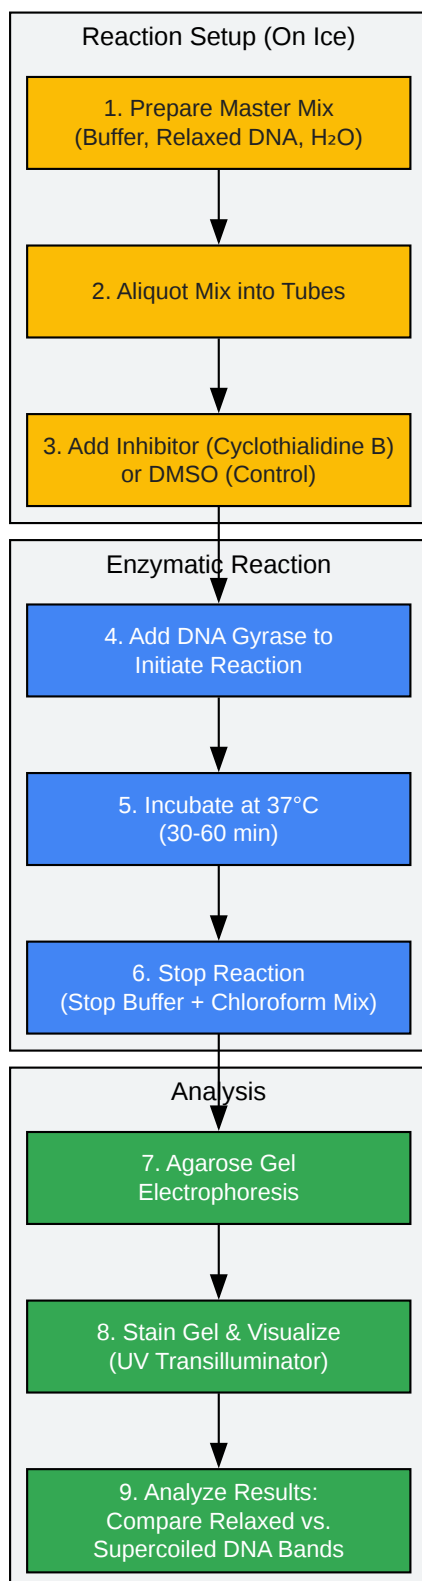 Reaction Setup (On Ice)
1. Prepare Master Mix
(Buffer, Relaxed DNA, H₂O)
2. Aliquot Mix into Tubes
3. Add Inhibitor (Cyclothialidine B)
or DMSO (Control)
Enzymatic Reaction
4. Add DNA Gyrase to
Initiate Reaction
5. Incubate at 37°C
(30-60 min)
6. Stop Reaction
(Stop Buffer + Chloroform Mix)
Analysis
7. Agarose Gel
Electrophoresis
8. Stain Gel & Visualize
(UV Transilluminator)
9. Analyze Results:
Compare Relaxed vs.
Supercoiled DNA Bands